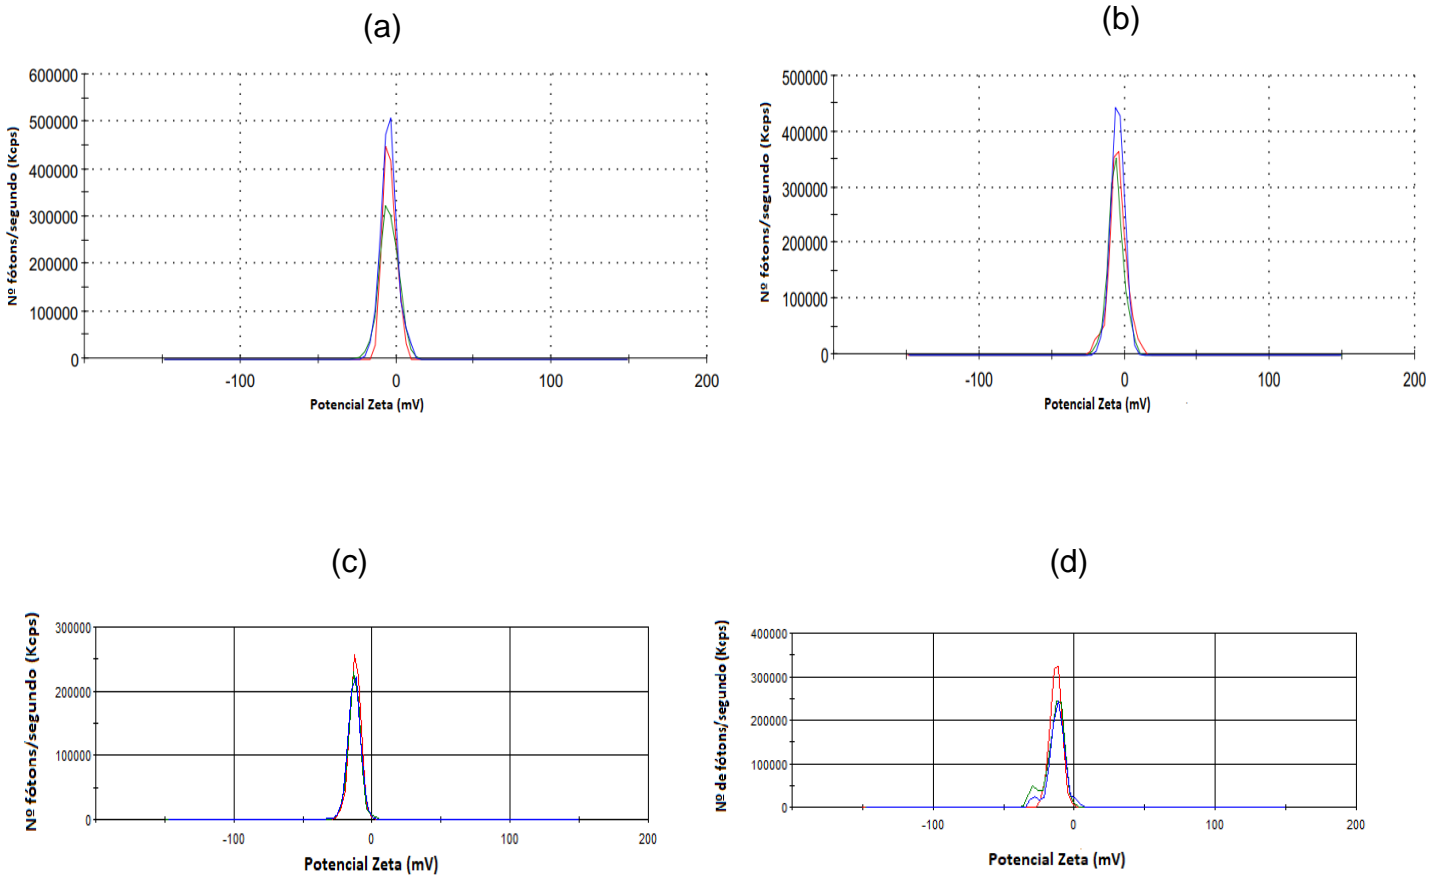 (a)
600000
500000
400000
300000
200000
100000
0
-100 0 100 200
Nº fótons/segundo (Kcps)
Potencial Zeta (mV)
(b)
500000
400000
300000
200000
100000
0
-100 0 100 200
Nº fótons/segundo (Kcps)
Potencial Zeta (mV)
(c)
300000
200000
100000
0
-100 0 100 200
Nº fótons/segundo (Kcps)
Potencial Zeta (mV)
(d)
400000
300000
200000
100000
0
-100 0 100 200
Nº de fótons/segundo (Kcps)
Potencial Zeta (mV)